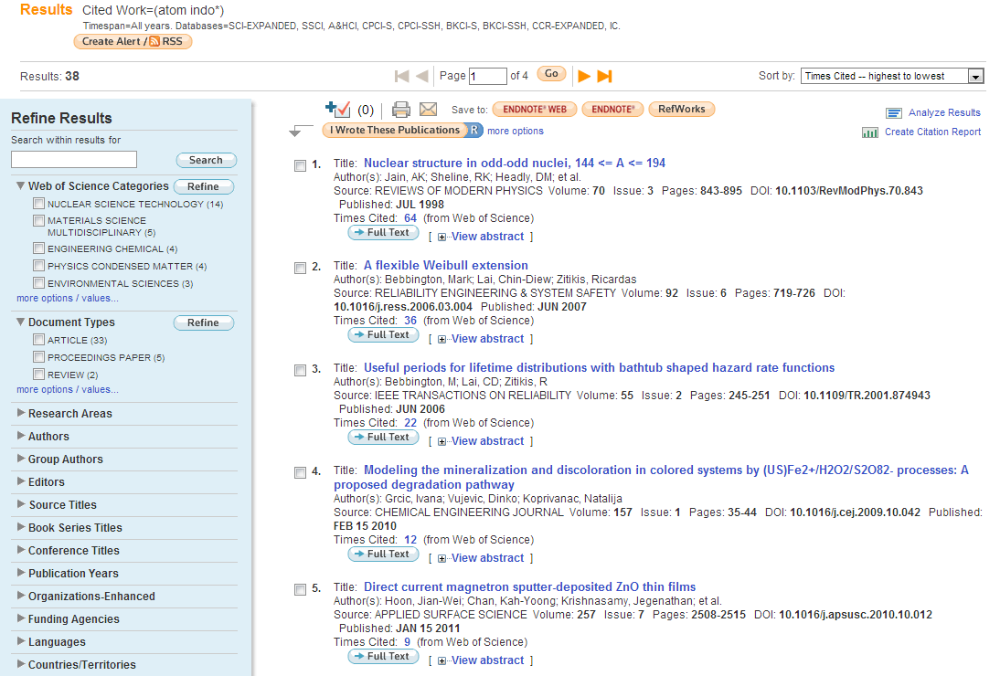 Results Cited Work=(atom indo*)
Timespan=All years. Databases=SCI-EXPANDED, SSCI, A&HCI, CPCI-S, CPCI-SSH, BKCI-S, BKCI-SSH, CCR-EXPANDED, IC.
Create Alert / RSS
Results: 38
Page 1 of 4 Go
Sort by: Times Cited -- highest to lowest
Refine Results
Search within results for
Search
Web of Science Categories Refine
NUCLEAR SCIENCE TECHNOLOGY (14)
MATERIALS SCIENCE
MULTIDISCIPLINARY (5)
ENGINEERING CHEMICAL (4)
PHYSICS CONDENSED MATTER (4)
ENVIRONMENTAL SCIENCES (3)
more options / values...
Document Types Refine
ARTICLE (33)
PROCEEDINGS PAPER (5)
REVIEW (2)
more options / values...
Research Areas
Authors
Group Authors
Editors
Source Titles
Book Series Titles
Conference Titles
Publication Years
Organizations-Enhanced
Funding Agencies
Languages
Countries/Territories
(0) Save to: ENDNOTE® WEB ENDNOTE® RefWorks
I Wrote These Publications R more options
Analyze Results
Create Citation Report
1. Title: Nuclear structure in odd-odd nuclei, 144 <= A <= 194
Author(s): Jain, AK; Sheline, RK; Headly, DM; et al.
Source: REVIEWS OF MODERN PHYSICS Volume: 70 Issue: 3 Pages: 843-895 DOI: 10.1103/RevModPhys.70.843
Published: JUL 1998
Times Cited: 64 (from Web of Science)
Full Text [ View abstract ]
2. Title: A flexible Weibull extension
Author(s): Bebbington, Mark; Lai, Chin-Diew; Zitikis, Ricardas
Source: RELIABILITY ENGINEERING & SYSTEM SAFETY Volume: 92 Issue: 6 Pages: 719-726 DOI:
10.1016/j.ress.2006.03.004 Published: JUN 2007
Times Cited: 36 (from Web of Science)
Full Text [ View abstract ]
3. Title: Useful periods for lifetime distributions with bathtub shaped hazard rate functions
Author(s): Bebbington, M; Lai, CD; Zitikis, R
Source: IEEE TRANSACTIONS ON RELIABILITY Volume: 55 Issue: 2 Pages: 245-251 DOI: 10.1109/TR.2001.874943
Published: JUN 2006
Times Cited: 22 (from Web of Science)
Full Text [ View abstract ]
4. Title: Modeling the mineralization and discoloration in colored systems by (US)Fe2+/H2O2/S2O82- processes: A
proposed degradation pathway
Author(s): Grcic, Ivana; Vujevic, Dinko; Koprivanac, Natalija
Source: CHEMICAL ENGINEERING JOURNAL Volume: 157 Issue: 1 Pages: 35-44 DOI: 10.1016/j.cej.2009.10.042 Published:
FEB 15 2010
Times Cited: 12 (from Web of Science)
Full Text [ View abstract ]
5. Title: Direct current magnetron sputter-deposited ZnO thin films
Author(s): Hoon, Jian-Wei; Chan, Kah-Yoong; Krishnasamy, Jegenathan; et al.
Source: APPLIED SURFACE SCIENCE Volume: 257 Issue: 7 Pages: 2508-2515 DOI: 10.1016/j.apsusc.2010.10.012
Published: JAN 15 2011
Times Cited: 9 (from Web of Science)
Full Text [ View abstract ]